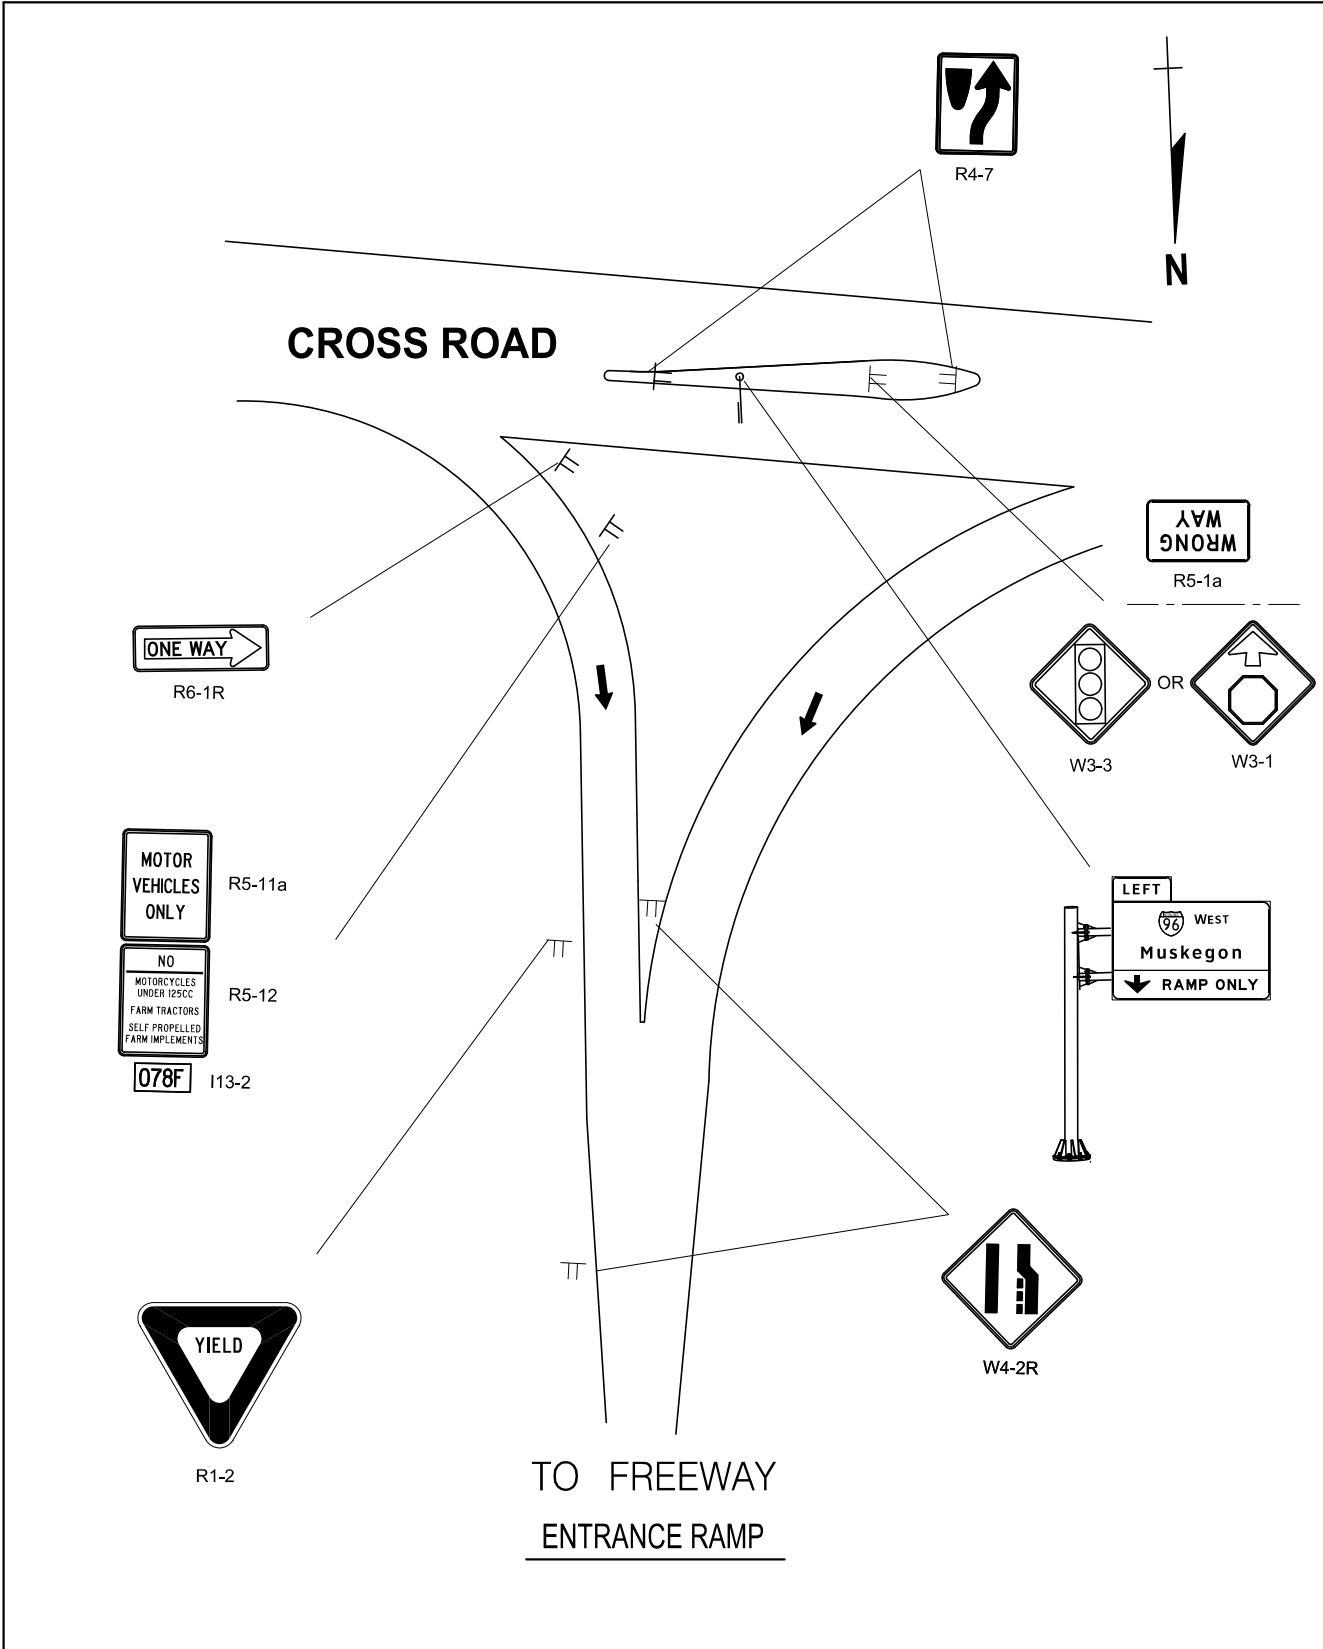 R4-7
N
CROSS ROAD
WRONG
WAY
R5-1a
ONE WAY
R6-1R
OR
W3-3
W3-1
MOTOR
VEHICLES
ONLY
R5-11a
NO
MOTORCYCLES
UNDER 125CC
FARM TRACTORS
SELF PROPELLED
FARM IMPLEMENTS
R5-12
078F
I13-2
LEFT
96 WEST
Muskegon
RAMP ONLY
W4-2R
YIELD
R1-2
TO FREEWAY
ENTRANCE RAMP